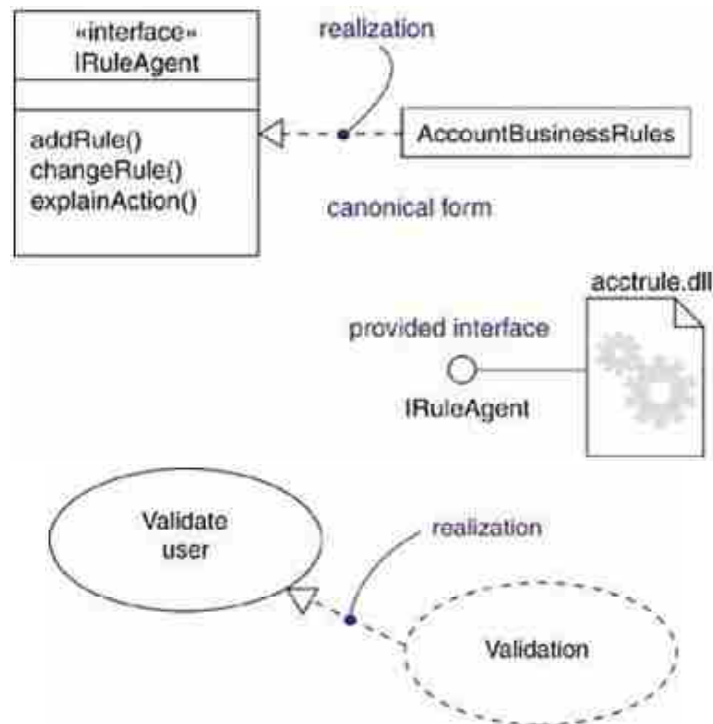 «interface»
IRuleAgent
realization
addRule()
changeRule()
explainAction()
AccountBusinessRules
canonical form
acctrule.dll
provided interface
IRuleAgent
Validate
user
realization
Validation